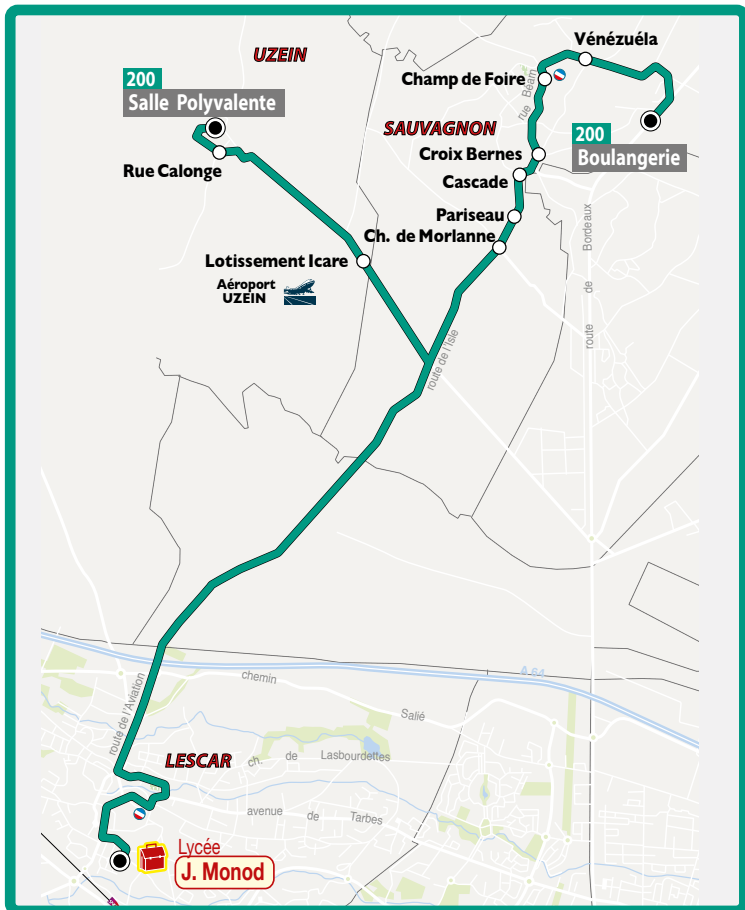 Vénézuéla
UZEIN
200
Salle Polyvalente
Champ de Foire
rue Béarn
SAUVAGNON
200
Boulangerie
Croix Bernes
Rue Calonge
Cascade
Pariseau
Ch. de Morlanne
route de Bordeaux
Lotissement Icare
Aéroport
UZEIN
route de l'Isle
A 64
chemin
Salié
route de l'Aviation
LESCAR
ch. de Lasbourdettes
avenue de Tarbes
Lycée
J. Monod